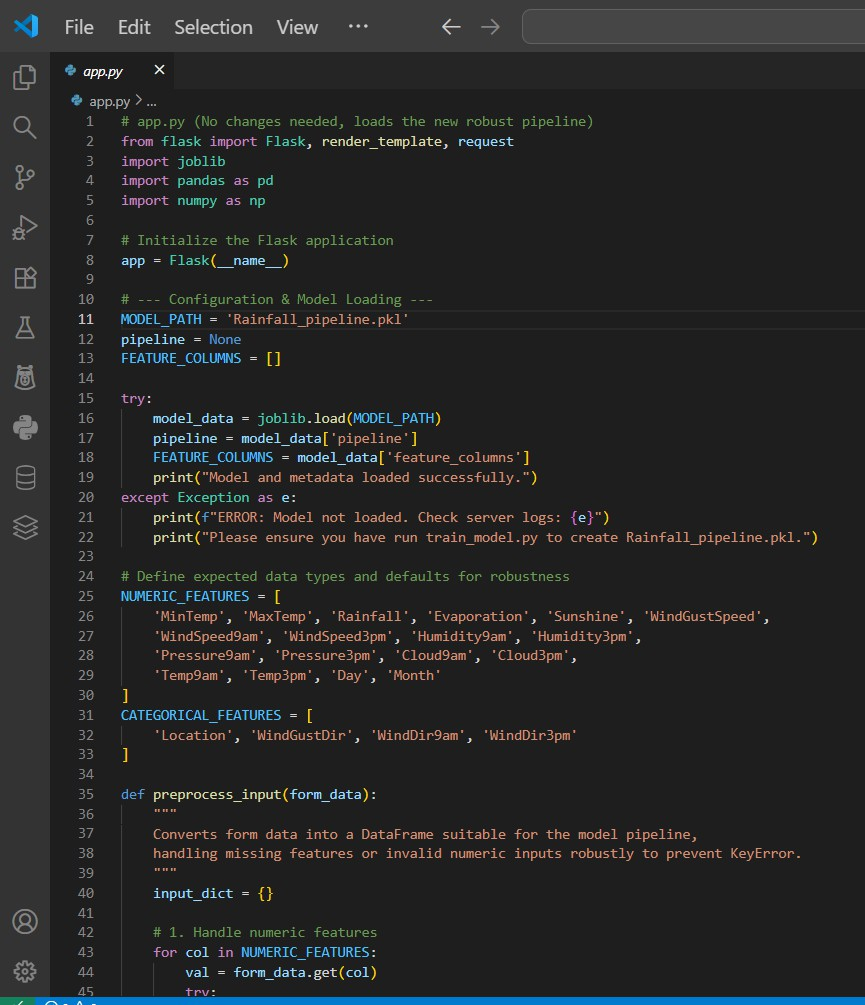 File Edit Selection View ...
app.py
app.py > ...
1 # app.py (No changes needed, loads the new robust pipeline)
2 from flask import Flask, render_template, request
3 import joblib
4 import pandas as pd
5 import numpy as np
6
7 # Initialize the Flask application
8 app = Flask(__name__)
9
10 # --- Configuration & Model Loading ---
11 MODEL_PATH = 'Rainfall_pipeline.pkl'
12 pipeline = None
13 FEATURE_COLUMNS = []
14
15 try:
16     model_data = joblib.load(MODEL_PATH)
17     pipeline = model_data['pipeline']
18     FEATURE_COLUMNS = model_data['feature_columns']
19     print("Model and metadata loaded successfully.")
20 except Exception as e:
21     print(f"ERROR: Model not loaded. Check server logs: {e}")
22     print("Please ensure you have run train_model.py to create Rainfall_pipeline.pkl.")
23
24 # Define expected data types and defaults for robustness
25 NUMERIC_FEATURES = [
26     'MinTemp', 'MaxTemp', 'Rainfall', 'Evaporation', 'Sunshine', 'WindGustSpeed',
27     'WindSpeed9am', 'WindSpeed3pm', 'Humidity9am', 'Humidity3pm',
28     'Pressure9am', 'Pressure3pm', 'Cloud9am', 'Cloud3pm',
29     'Temp9am', 'Temp3pm', 'Day', 'Month'
30 ]
31 CATEGORICAL_FEATURES = [
32     'Location', 'WindGustDir', 'WindDir9am', 'WindDir3pm'
33 ]
34
35 def preprocess_input(form_data):
36     """
37     Converts form data into a DataFrame suitable for the model pipeline,
38     handling missing features or invalid numeric inputs robustly to prevent KeyError.
39     """
40     input_dict = {}
41
42     # 1. Handle numeric features
43     for col in NUMERIC_FEATURES:
44         val = form_data.get(col)
45         try: